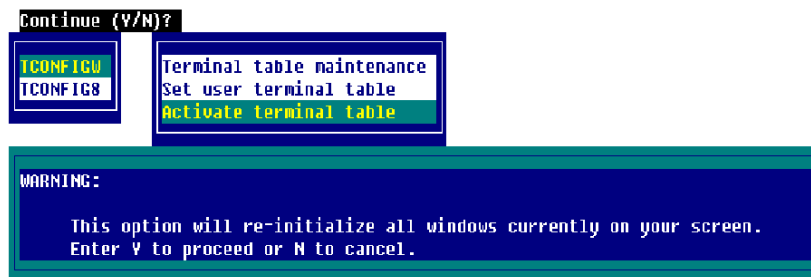 Continue (Y/N)?
TCONFIGW
TCONFIG8
Terminal table maintenance
Set user terminal table
Activate terminal table
WARNING:
This option will re-initialize all windows currently on your screen.
Enter Y to proceed or N to cancel.